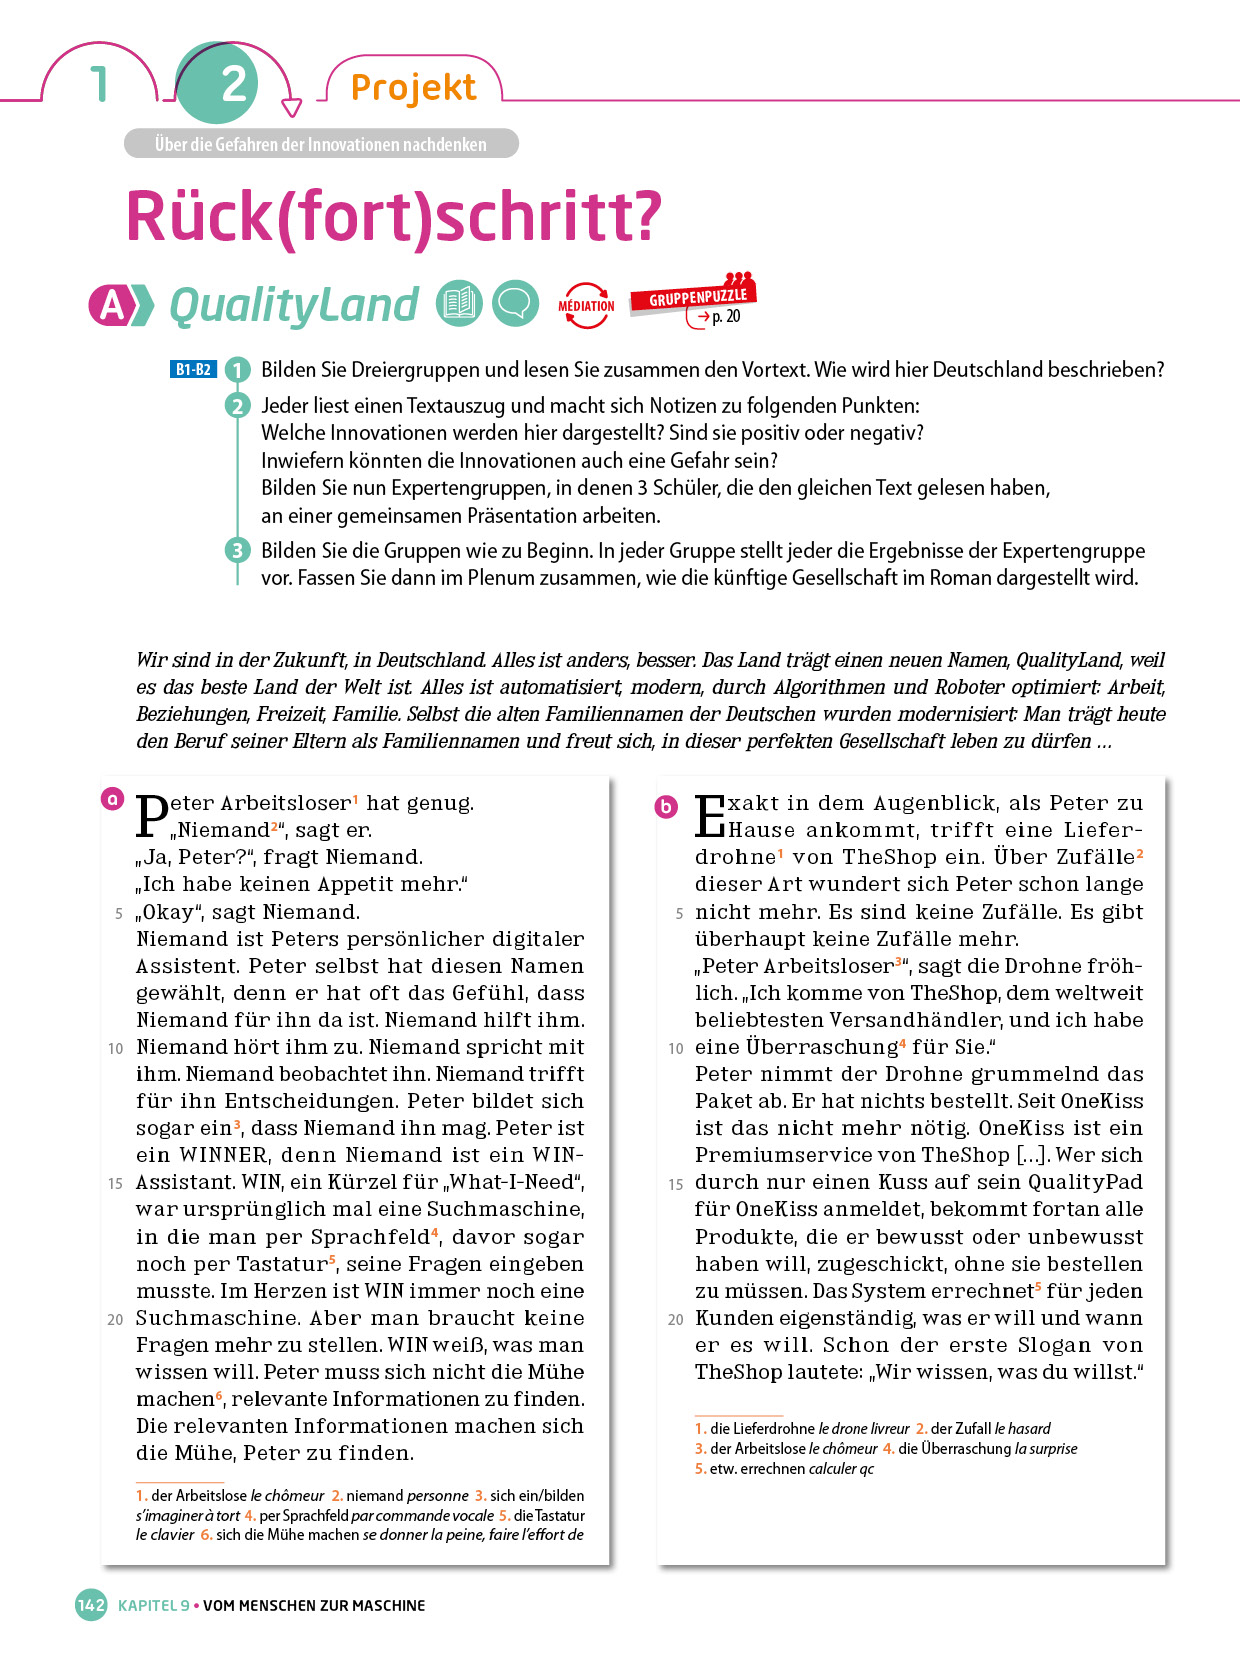 1
2
Projekt
Über die Gefahren der Innovationen nachdenken
Rück(fort)schritt?
A QualityLand
MÉDIATION
GRUPPENPUZZLE
→ p. 20
B1-B2
1 Bilden Sie Dreiergruppen und lesen Sie zusammen den Vortext. Wie wird hier Deutschland beschrieben?
2 Jeder liest einen Textauszug und macht sich Notizen zu folgenden Punkten:
Welche Innovationen werden hier dargestellt? Sind sie positiv oder negativ?
Inwiefern könnten die Innovationen auch eine Gefahr sein?
Bilden Sie nun Expertengruppen, in denen 3 Schüler, die den gleichen Text gelesen haben,
an einer gemeinsamen Präsentation arbeiten.
3 Bilden Sie die Gruppen wie zu Beginn. In jeder Gruppe stellt jeder die Ergebnisse der Expertengruppe
vor. Fassen Sie dann im Plenum zusammen, wie die künftige Gesellschaft im Roman dargestellt wird.
Wir sind in der Zukunft, in Deutschland. Alles ist anders, besser. Das Land trägt einen neuen Namen, QualityLand, weil
es das beste Land der Welt ist. Alles ist automatisiert, modern, durch Algorithmen und Roboter optimiert: Arbeit,
Beziehungen, Freizeit, Familie. Selbst die alten Familiennamen der Deutschen wurden modernisiert: Man trägt heute
den Beruf seiner Eltern als Familiennamen und freut sich, in dieser perfekten Gesellschaft leben zu dürfen …
a
Peter Arbeitsloser1 hat genug.
„Niemand2“, sagt er.
„Ja, Peter?“, fragt Niemand.
„Ich habe keinen Appetit mehr.“
5 „Okay“, sagt Niemand.
Niemand ist Peters persönlicher digitaler
Assistent. Peter selbst hat diesen Namen
gewählt, denn er hat oft das Gefühl, dass
Niemand für ihn da ist. Niemand hilft ihm.
10 Niemand hört ihm zu. Niemand spricht mit
ihm. Niemand beobachtet ihn. Niemand trifft
für ihn Entscheidungen. Peter bildet sich
sogar ein3, dass Niemand ihn mag. Peter ist
ein WINNER, denn Niemand ist ein WIN-
15 Assistant. WIN, ein Kürzel für „What-I-Need“,
war ursprünglich mal eine Suchmaschine,
in die man per Sprachfeld4, davor sogar
noch per Tastatur5, seine Fragen eingeben
musste. Im Herzen ist WIN immer noch eine
20 Suchmaschine. Aber man braucht keine
Fragen mehr zu stellen. WIN weiß, was man
wissen will. Peter muss sich nicht die Mühe
machen6, relevante Informationen zu finden.
Die relevanten Informationen machen sich
die Mühe, Peter zu finden.
1. der Arbeitslose le chômeur 2. niemand personne 3. sich ein/bilden
s’imaginer à tort 4. per Sprachfeld par commande vocale 5. die Tastatur
le clavier 6. sich die Mühe machen se donner la peine, faire l’effort de
b
Exakt in dem Augenblick, als Peter zu
Hause ankommt, trifft eine Liefer-
drohne1 von TheShop ein. Über Zufälle2
dieser Art wundert sich Peter schon lange
5 nicht mehr. Es sind keine Zufälle. Es gibt
überhaupt keine Zufälle mehr.
„Peter Arbeitsloser3“, sagt die Drohne fröh-
lich. „Ich komme von TheShop, dem weltweit
beliebtesten Versandhändler, und ich habe
10 eine Überraschung4 für Sie.“
Peter nimmt der Drohne grummelnd das
Paket ab. Er hat nichts bestellt. Seit OneKiss
ist das nicht mehr nötig. OneKiss ist ein
Premiumservice von TheShop […]. Wer sich
15 durch nur einen Kuss auf sein QualityPad
für OneKiss anmeldet, bekommt fortan alle
Produkte, die er bewusst oder unbewusst
haben will, zugeschickt, ohne sie bestellen
zu müssen. Das System errechnet5 für jeden
20 Kunden eigenständig, was er will und wann
er es will. Schon der erste Slogan von
TheShop lautete: „Wir wissen, was du willst.“
1. die Lieferdrohne le drone livreur 2. der Zufall le hasard
3. der Arbeitslose le chômeur 4. die Überraschung la surprise
5. etw. errechnen calculer qc
142 KAPITEL 9 • VOM MENSCHEN ZUR MASCHINE